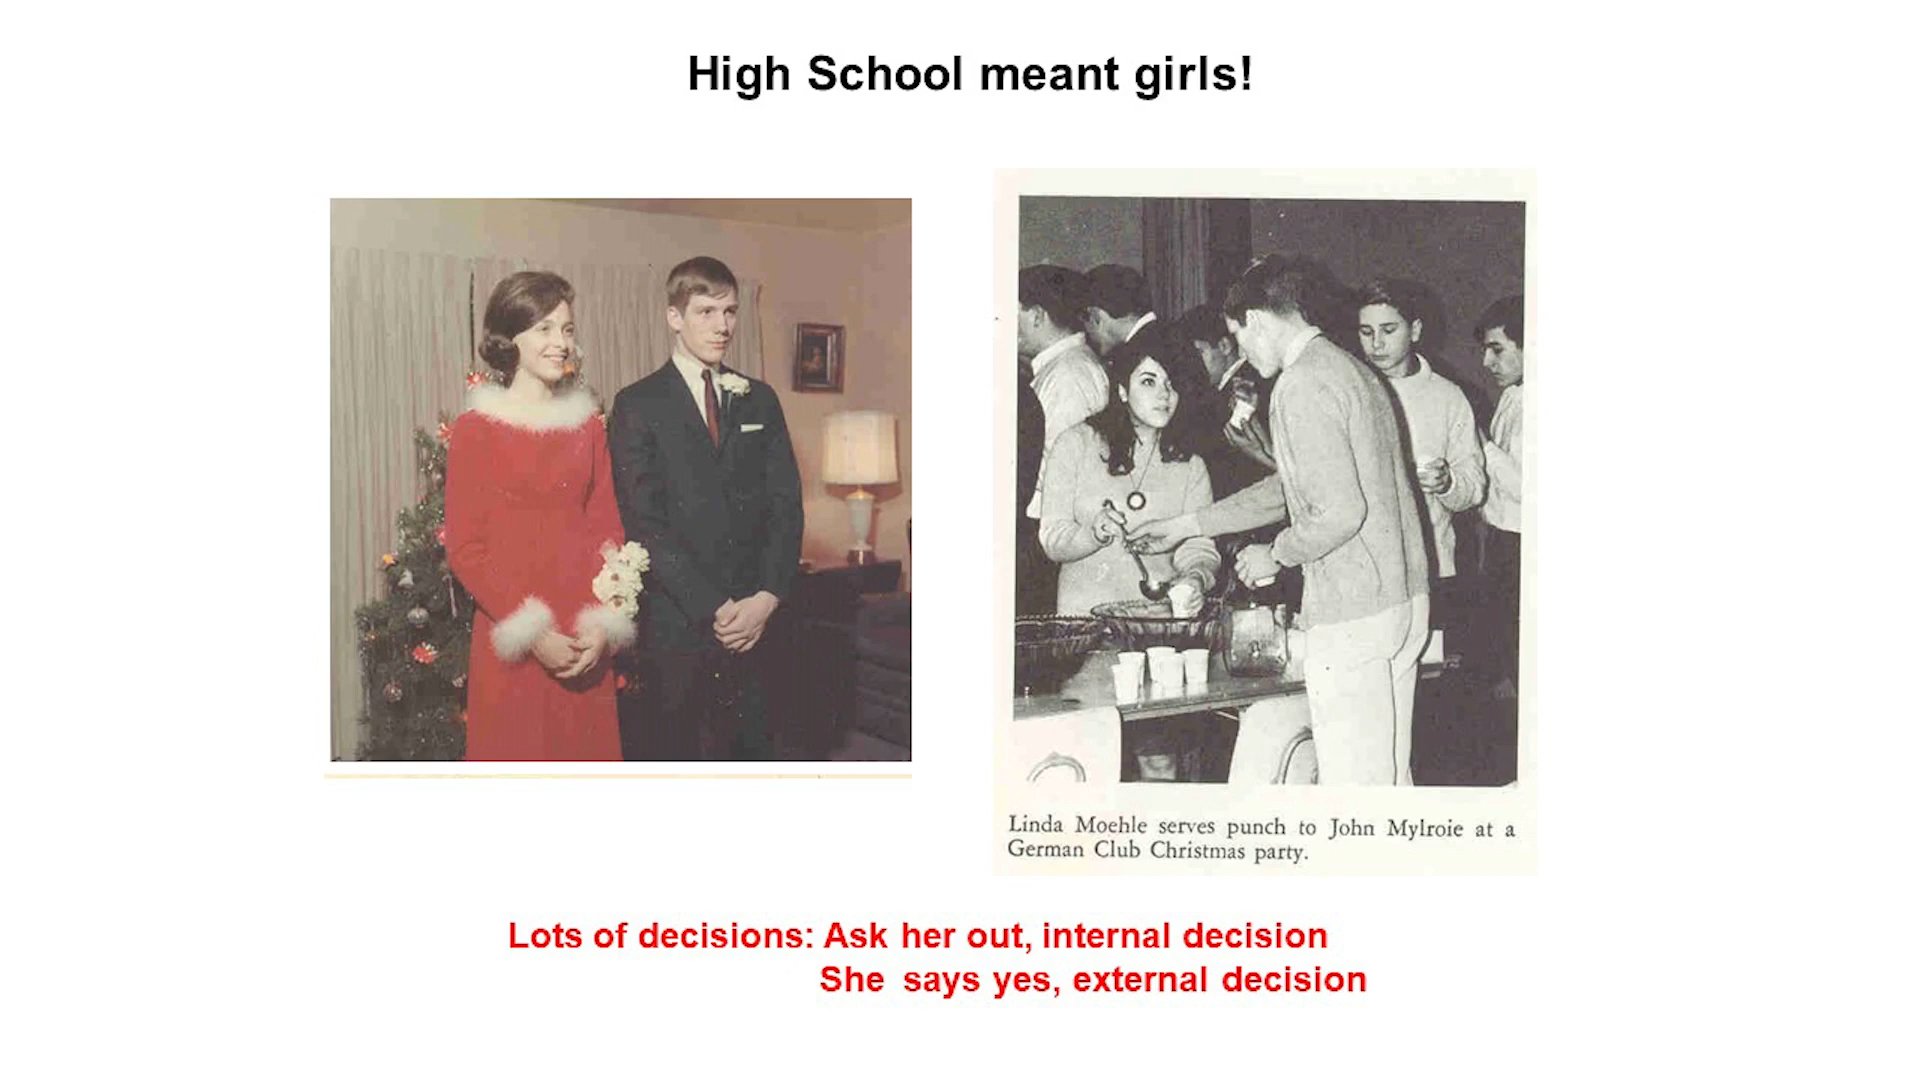 High School meant girls!
Linda Moehle serves punch to John Mylroie at a
German Club Christmas party.
Lots of decisions: Ask her out, internal decision
She says yes, external decision